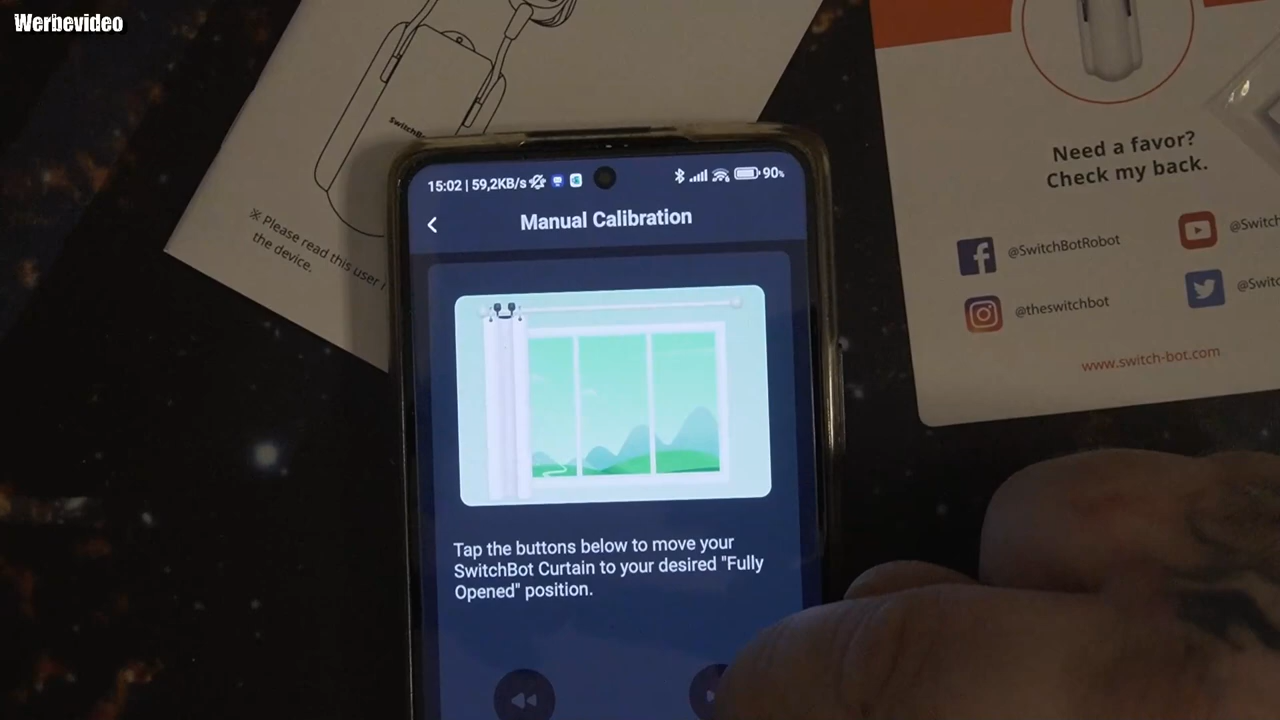 Werbevideo
※ Please read this user
the device.
15:02 | 59,2KB/s
90%
Manual Calibration
Tap the buttons below to move your
SwitchBot Curtain to your desired "Fully
Opened" position.
Need a favor?
Check my back.
@SwitchBotRobot
@theswitchbot
www.switch-bot.com